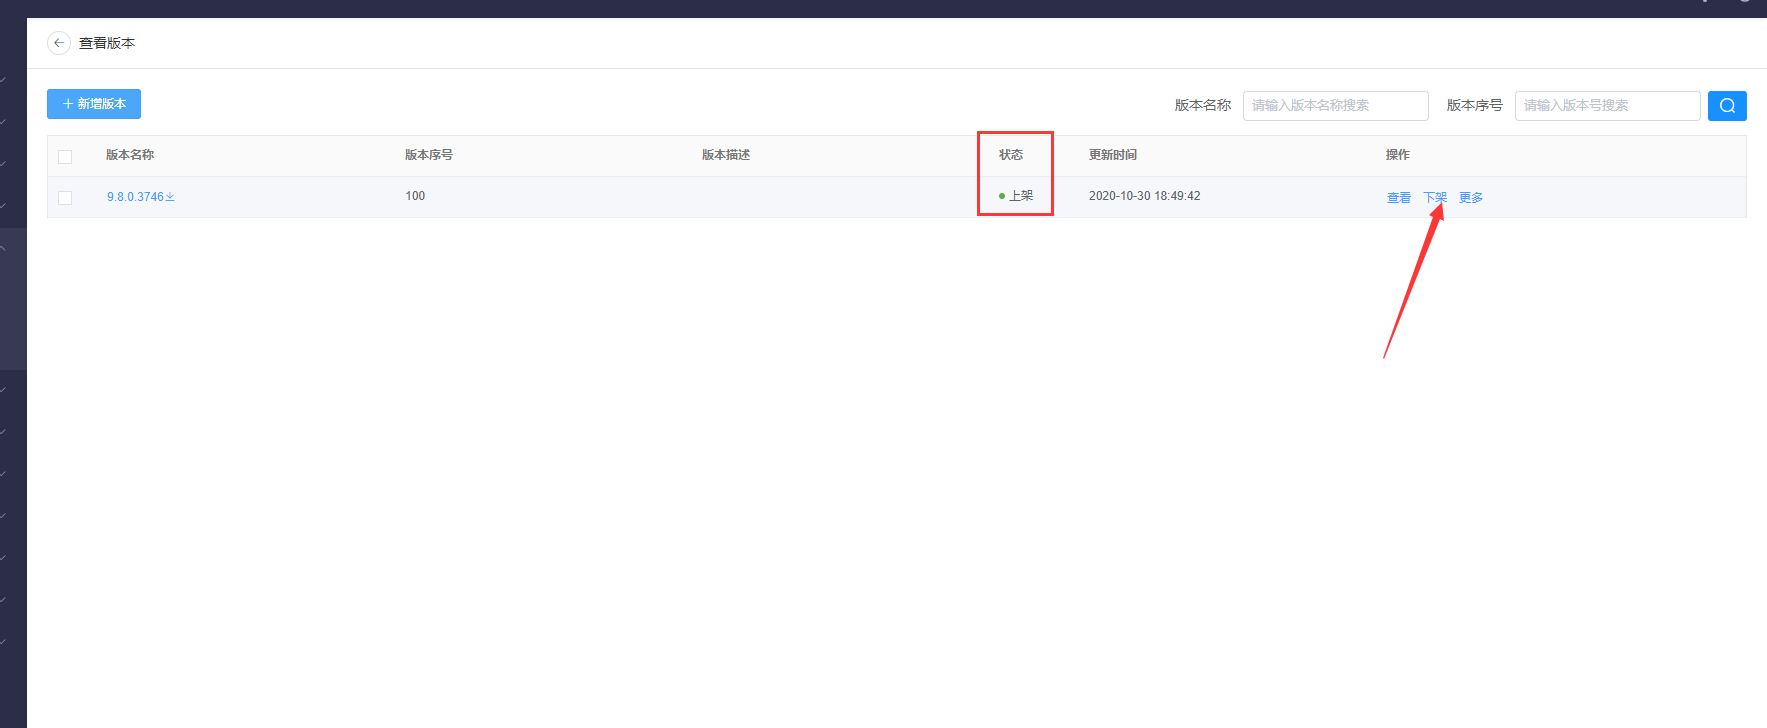 查看版本
新增版本 版本名称 请输入版本名称搜索 版本序号 请输入版本号搜索
版本名称 版本序号 版本描述 状态 更新时间 操作
9.8.0.3746 100 上架 2020-10-30 18:49:42 查看 下架 更多